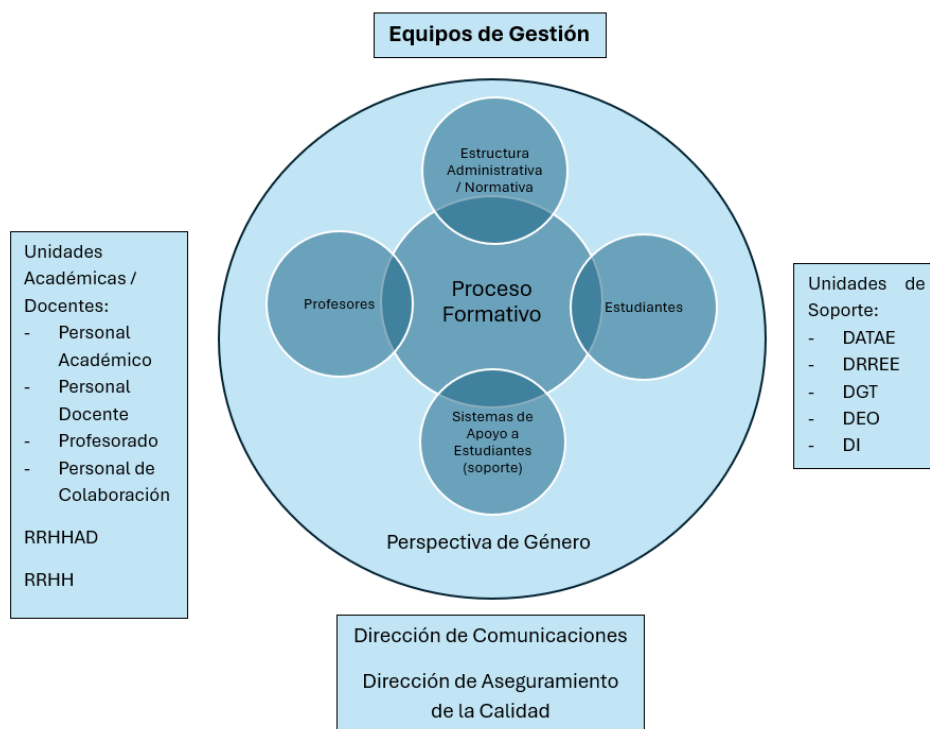 Equipos de Gestión
Estructura
Administrativa
/ Normativa
Profesores
Proceso
Formativo
Estudiantes
Sistemas de
Apoyo a
Estudiantes
(soporte)
Perspectiva de Género
Unidades
Académicas /
Docentes:
- Personal
Académico
- Personal
Docente
- Profesorado
- Personal de
Colaboración
RRHHAD
RRHH
Unidades de
Soporte:
- DATAE
- DRREE
- DGT
- DEO
- DI
Dirección de Comunicaciones
Dirección de Aseguramiento
de la Calidad